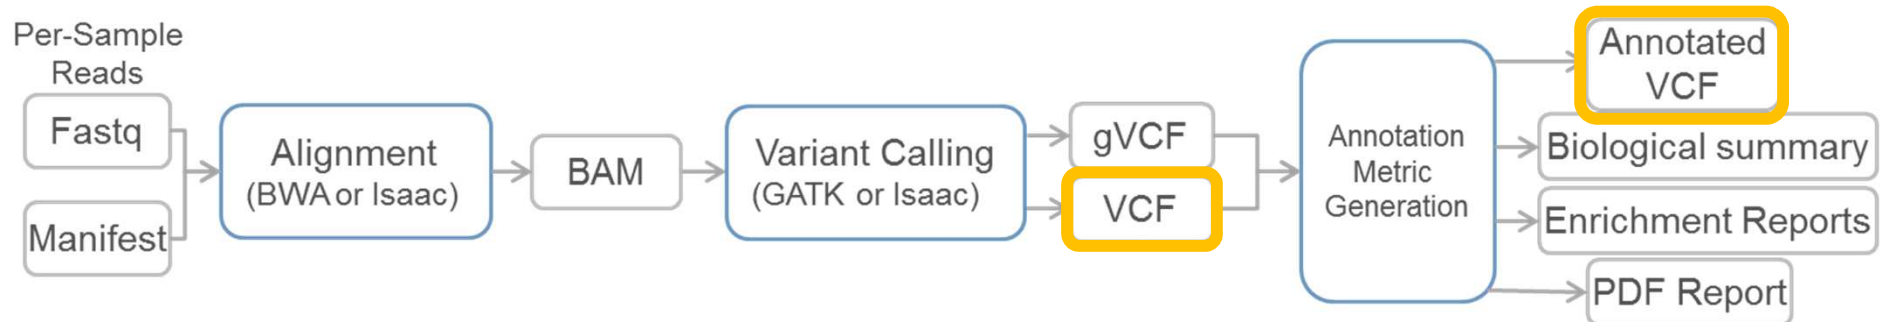 Per-Sample
Reads
Fastq
Manifest
Alignment
(BWA or Isaac)
BAM
Variant Calling
(GATK or Isaac)
gVCF
VCF
Annotation
Metric
Generation
Annotated
VCF
Biological summary
Enrichment Reports
PDF Report